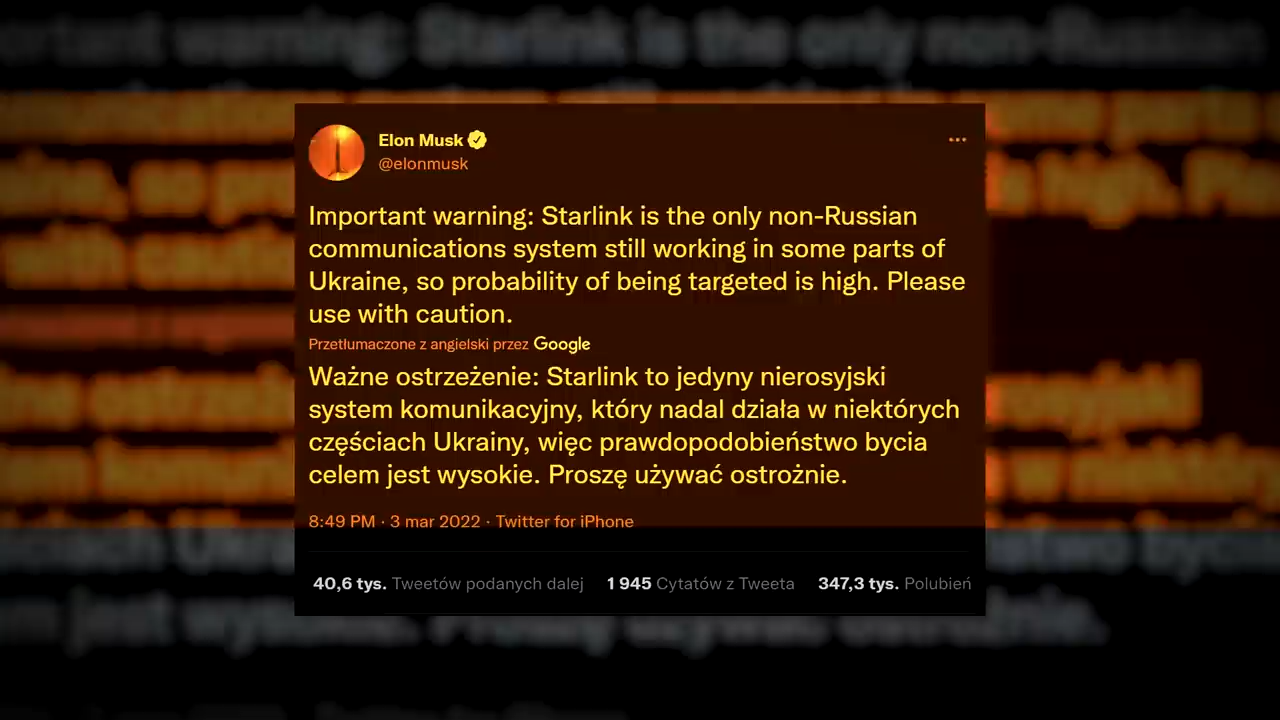 Elon Musk
@elonmusk
Important warning: Starlink is the only non-Russian
communications system still working in some parts of
Ukraine, so probability of being targeted is high. Please
use with caution.
Przetłumaczone z angielski przez Google
Ważne ostrzeżenie: Starlink to jedyny nierosyjski
system komunikacyjny, który nadal działa w niektórych
częściach Ukrainy, więc prawdopodobieństwo bycia
celem jest wysokie. Proszę używać ostrożnie.
8:49 PM · 3 mar 2022 · Twitter for iPhone
40,6 tys. Tweetów podanych dalej 1 945 Cytatów z Tweeta 347,3 tys. Polubień